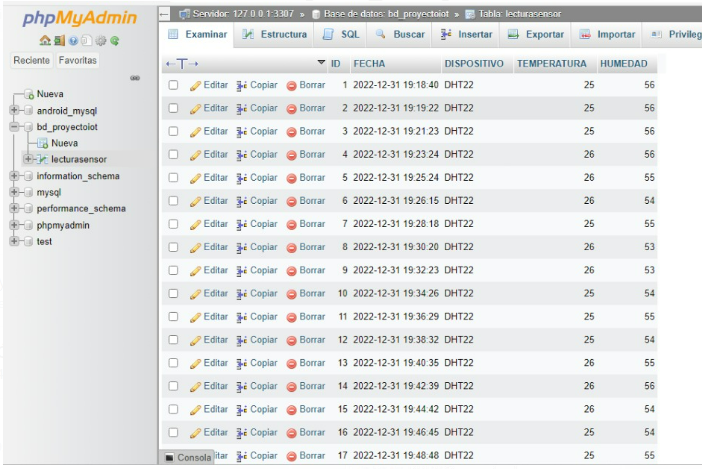 phpMyAdmin
Reciente Favoritas
Nueva
android_mysql
bd_proyectoiot
Nueva
lecturasensor
information_schema
mysql
performance_schema
phpmyadmin
test
Servidor: 127.0.0.1:3307 » Base de datos: bd_proyectoiot » Tabla: lecturasensor
Examinar Estructura SQL Buscar Insertar Exportar Importar Privileg
ID FECHA DISPOSITIVO TEMPERATURA HUMEDAD
Editar Copiar Borrar 1 2022-12-31 19:18:40 DHT22 25 56
Editar Copiar Borrar 2 2022-12-31 19:19:22 DHT22 25 56
Editar Copiar Borrar 3 2022-12-31 19:21:23 DHT22 26 56
Editar Copiar Borrar 4 2022-12-31 19:23:24 DHT22 26 56
Editar Copiar Borrar 5 2022-12-31 19:25:24 DHT22 26 55
Editar Copiar Borrar 6 2022-12-31 19:26:15 DHT22 26 54
Editar Copiar Borrar 7 2022-12-31 19:28:18 DHT22 25 55
Editar Copiar Borrar 8 2022-12-31 19:30:20 DHT22 26 53
Editar Copiar Borrar 9 2022-12-31 19:32:23 DHT22 26 53
Editar Copiar Borrar 10 2022-12-31 19:34:26 DHT22 25 54
Editar Copiar Borrar 11 2022-12-31 19:36:29 DHT22 25 55
Editar Copiar Borrar 12 2022-12-31 19:38:32 DHT22 25 54
Editar Copiar Borrar 13 2022-12-31 19:40:35 DHT22 26 55
Editar Copiar Borrar 14 2022-12-31 19:42:39 DHT22 26 56
Editar Copiar Borrar 15 2022-12-31 19:44:42 DHT22 26 54
Editar Copiar Borrar 16 2022-12-31 19:46:45 DHT22 26 54
Consola itar Copiar Borrar 17 2022-12-31 19:48:48 DHT22 25 55